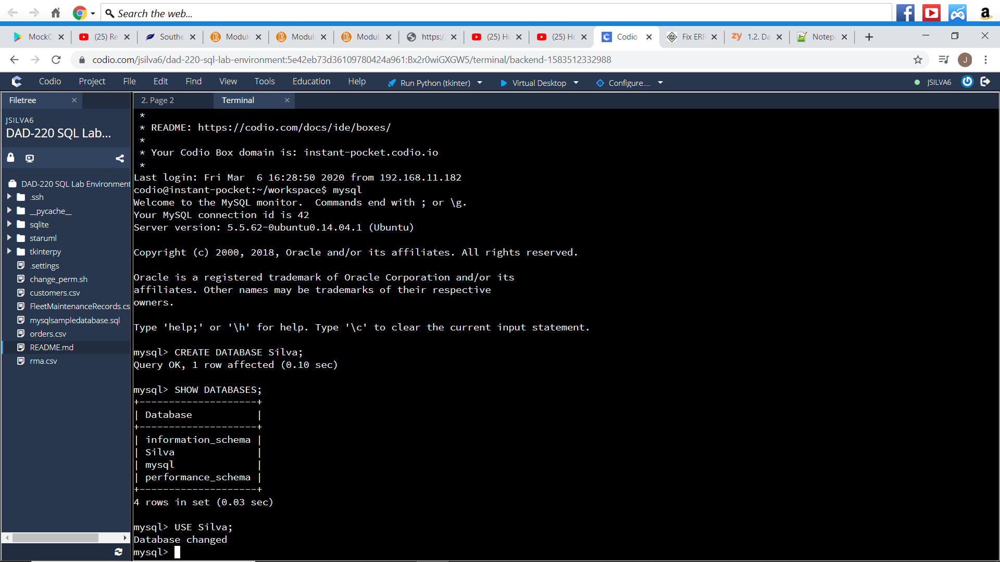 Search the web...
MockC
(25) Re
Southe
Modul
Modul
Modul
https:/
(25) Ho
(25) Ho
Codio
Fix ERR
zy 1.2. Da
Notep
codio.com/jsilva6/dad-220-sql-lab-environment:5e42eb73d36109780424a961:Bx2r0wiGXGW5/terminal/backend-1583512332988
J
Codio Project File Edit Find View Tools Education Help Run Python (tkinter) Virtual Desktop Configure.... JSILVA6
Filetree
2. Page 2
Terminal
JSILVA6
DAD-220 SQL Lab...
DAD-220 SQL Lab Environment
.ssh
__pycache__
sqlite
staruml
tkinterpy
.settings
change_perm.sh
customers.csv
FleetMaintenanceRecords.cs
mysqlsampledatabase.sql
orders.csv
README.md
rma.csv
*
* README: https://codio.com/docs/ide/boxes/
*
* Your Codio Box domain is: instant-pocket.codio.io
*
Last login: Fri Mar  6 16:28:50 2020 from 192.168.11.182
codio@instant-pocket:~/workspace$ mysql
Welcome to the MySQL monitor.  Commands end with ; or \g.
Your MySQL connection id is 42
Server version: 5.5.62-0ubuntu0.14.04.1 (Ubuntu)
Copyright (c) 2000, 2018, Oracle and/or its affiliates. All rights reserved.
Oracle is a registered trademark of Oracle Corporation and/or its
affiliates. Other names may be trademarks of their respective
owners.
Type 'help;' or '\h' for help. Type '\c' to clear the current input statement.
mysql> CREATE DATABASE Silva;
Query OK, 1 row affected (0.10 sec)
mysql> SHOW DATABASES;
+--------------------+
| Database           |
+--------------------+
| information_schema |
| Silva              |
| mysql              |
| performance_schema |
+--------------------+
4 rows in set (0.03 sec)
mysql> USE Silva;
Database changed
mysql>